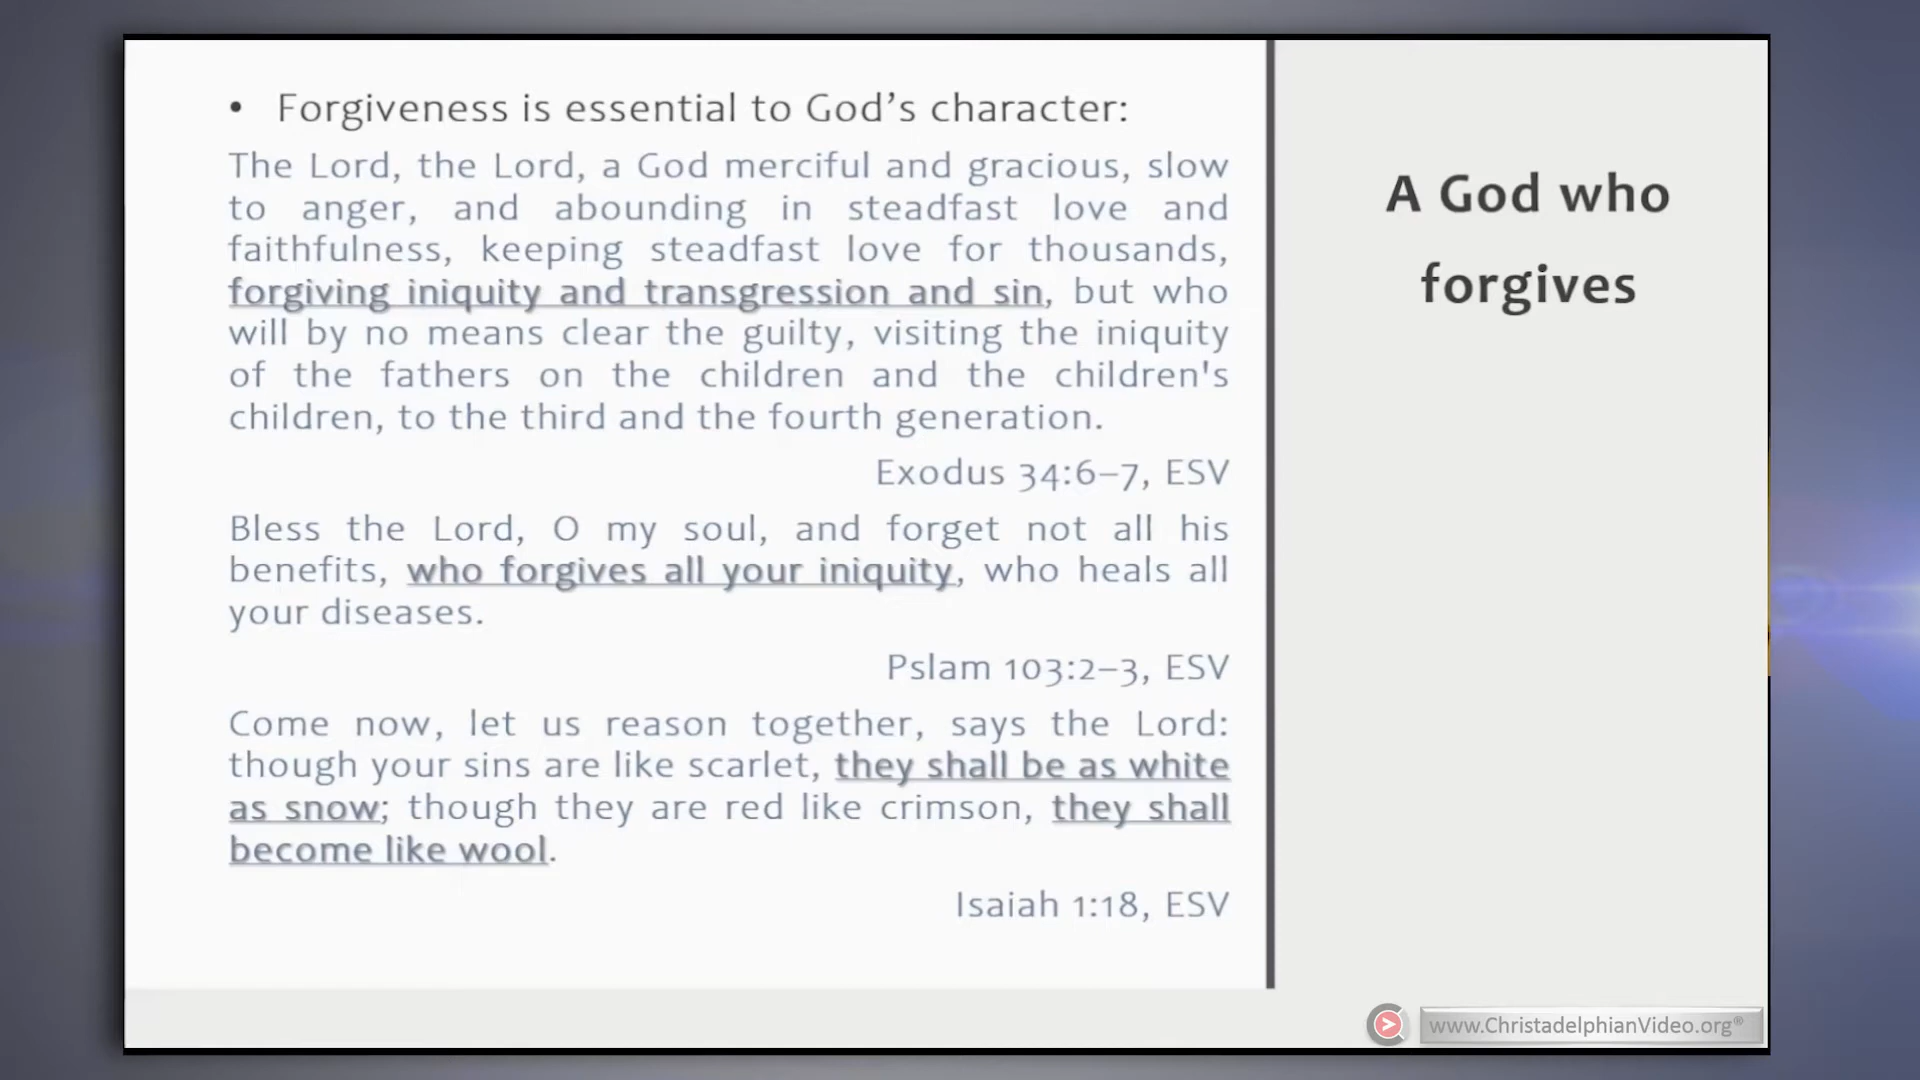 • Forgiveness is essential to God’s character:
The Lord, the Lord, a God merciful and gracious, slow
to anger, and abounding in steadfast love and
faithfulness, keeping steadfast love for thousands,
forgiving iniquity and transgression and sin, but who
will by no means clear the guilty, visiting the iniquity
of the fathers on the children and the children's
children, to the third and the fourth generation.
Exodus 34:6–7, ESV
Bless the Lord, O my soul, and forget not all his
benefits, who forgives all your iniquity, who heals all
your diseases.
Pslam 103:2–3, ESV
Come now, let us reason together, says the Lord:
though your sins are like scarlet, they shall be as white
as snow; though they are red like crimson, they shall
become like wool.
Isaiah 1:18, ESV
A God who
forgives
www.ChristadelphianVideo.org®